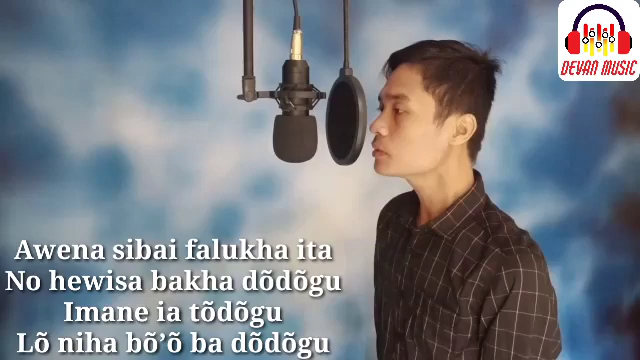 DEVAN MUSIC
Awena sibai falukha ita
No hewisa bakha dõdõgu
Imane ia tõdõgu
Lõ niha bõ’õ ba dõdõgu